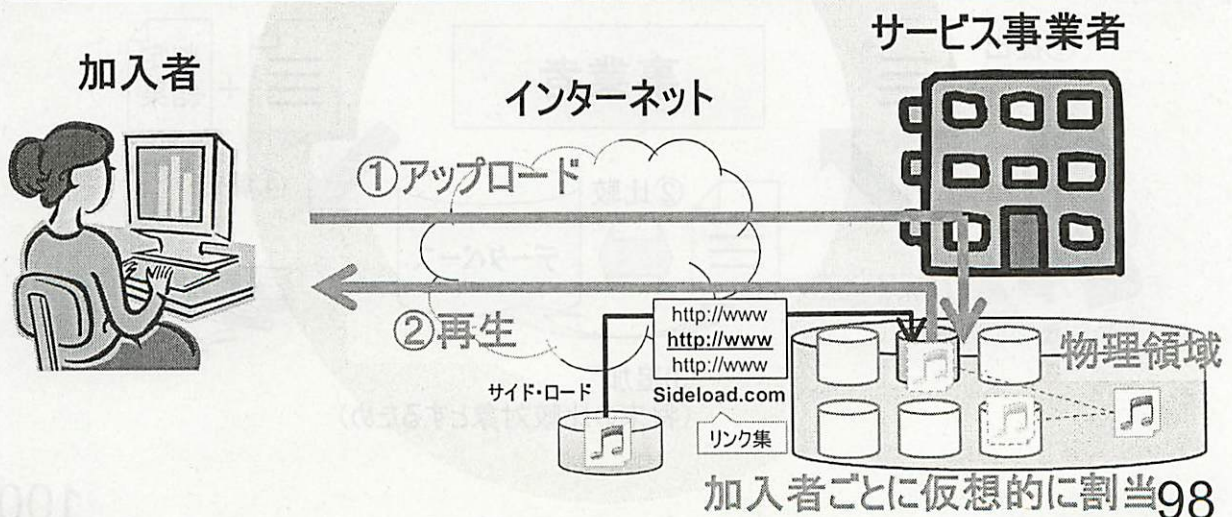 サービス事業者
加入者
インターネット
①アップロード
②比較
②再生
http://www
http://www
http://www
物理領域
サイド・ロード
Sideload.com
リンク集
加入者ごとに仮想的に割当
98